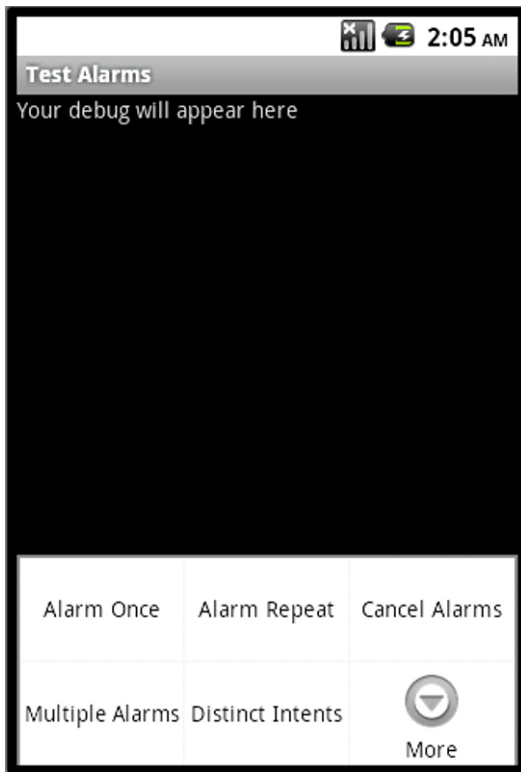 2:05 AM
Test Alarms
Your debug will appear here
Alarm Once
Alarm Repeat
Cancel Alarms
Multiple Alarms
Distinct Intents
More